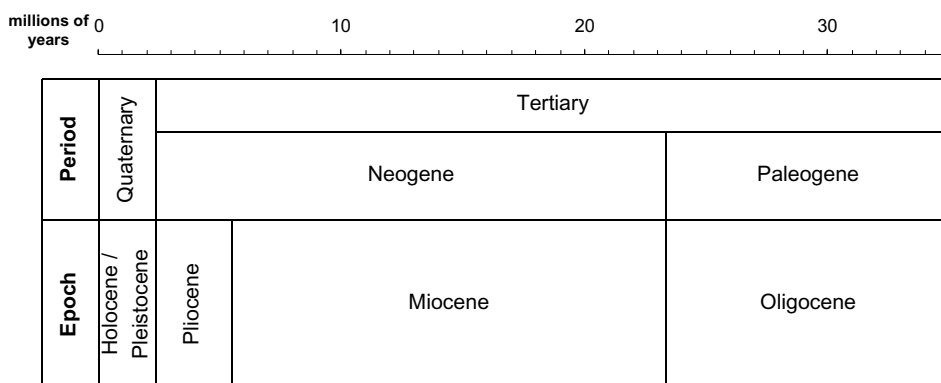 millions of
years
0 10 20 30
Period
Quaternary
Tertiary
Neogene
Paleogene
Epoch
Holocene /
Pleistocene
Pliocene
Miocene
Oligocene